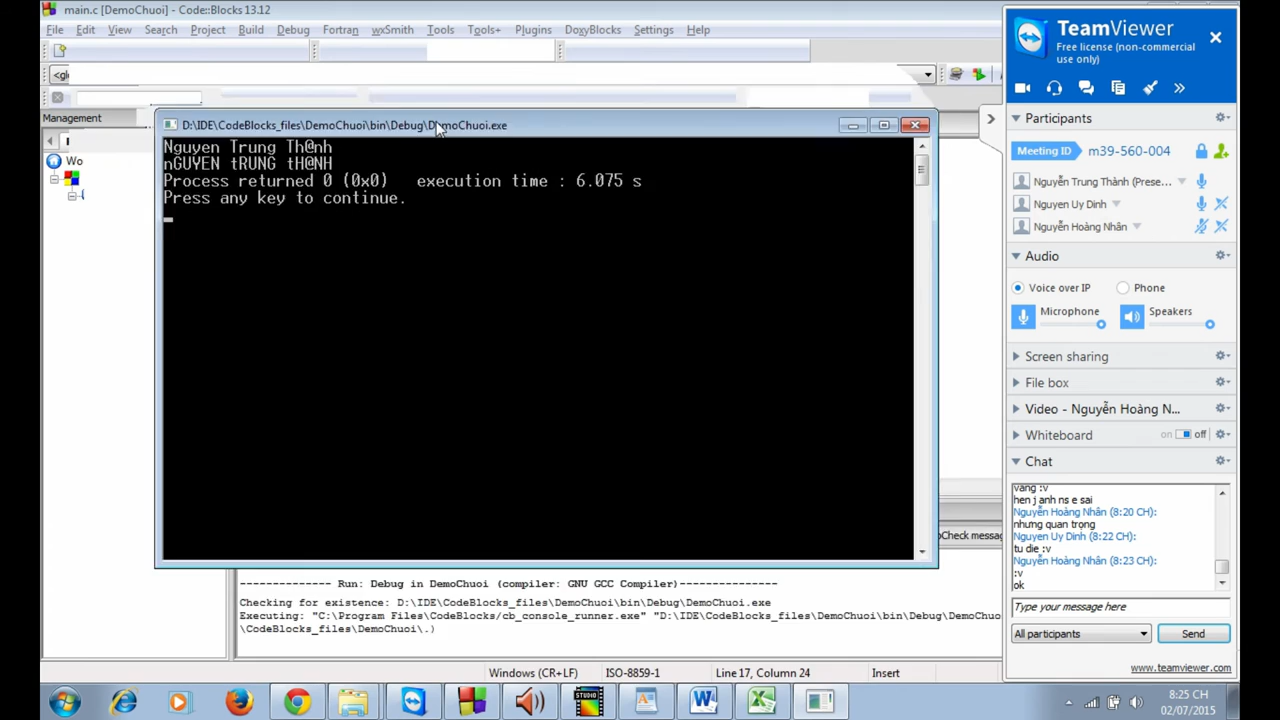 main.c [DemoChuoi] - Code::Blocks 13.12
File Edit View Search Project Build Debug Fortran wxSmith Tools Tools+ Plugins DoxyBlocks Settings Help
<gl
Management
Wo
D:\IDE\CodeBlocks_files\DemoChuoi\bin\Debug\DemoChuoi.exe
Nguyen Trung Th@nh
nGUYEN tRUNG tH@NH
Process returned 0 (0x0)   execution time : 6.075 s
Press any key to continue.
oCheck messa
-------------- Run: Debug in DemoChuoi (compiler: GNU GCC Compiler)---------------
Checking for existence: D:\IDE\CodeBlocks_files\DemoChuoi\bin\Debug\DemoChuoi.exe
Executing: "C:\Program Files\CodeBlocks/cb_console_runner.exe" "D:\IDE\CodeBlocks_files\DemoChuoi\bin\Debug\DemoChuo
\CodeBlocks_files\DemoChuoi\.)
Windows (CR+LF) ISO-8859-1 Line 17, Column 24 Insert
TeamViewer
Free license (non-commercial
use only)
Participants
Meeting ID m39-560-004
Nguyễn Trung Thành (Prese...
Nguyen Uy Dinh
Nguyễn Hoàng Nhân
Audio
Voice over IP Phone
Microphone Speakers
Screen sharing
File box
Video - Nguyễn Hoàng N...
Whiteboard on off
Chat
vang :v
hen j anh ns e sai
Nguyễn Hoàng Nhân (8:20 CH):
nhưng quan trọng
Nguyen Uy Dinh (8:22 CH):
tu die :v
Nguyễn Hoàng Nhân (8:23 CH):
:v
ok
Type your message here
All participants Send
www.teamviewer.com
STUDIO
8:25 CH
02/07/2015